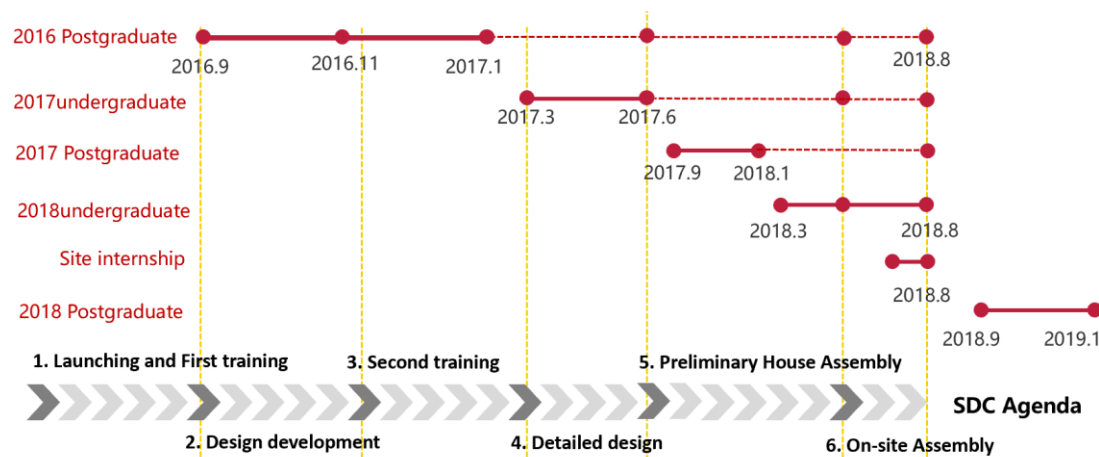 2016 Postgraduate
2016.9
2016.11
2017.1
2018.8
2017undergraduate
2017.3
2017.6
2017 Postgraduate
2017.9
2018.1
2018undergraduate
2018.3
2018.8
Site internship
2018.8
2018 Postgraduate
2018.9
2019.1
1. Launching and First training
3. Second training
5. Preliminary House Assembly
SDC Agenda
2. Design development
4. Detailed design
6. On-site Assembly